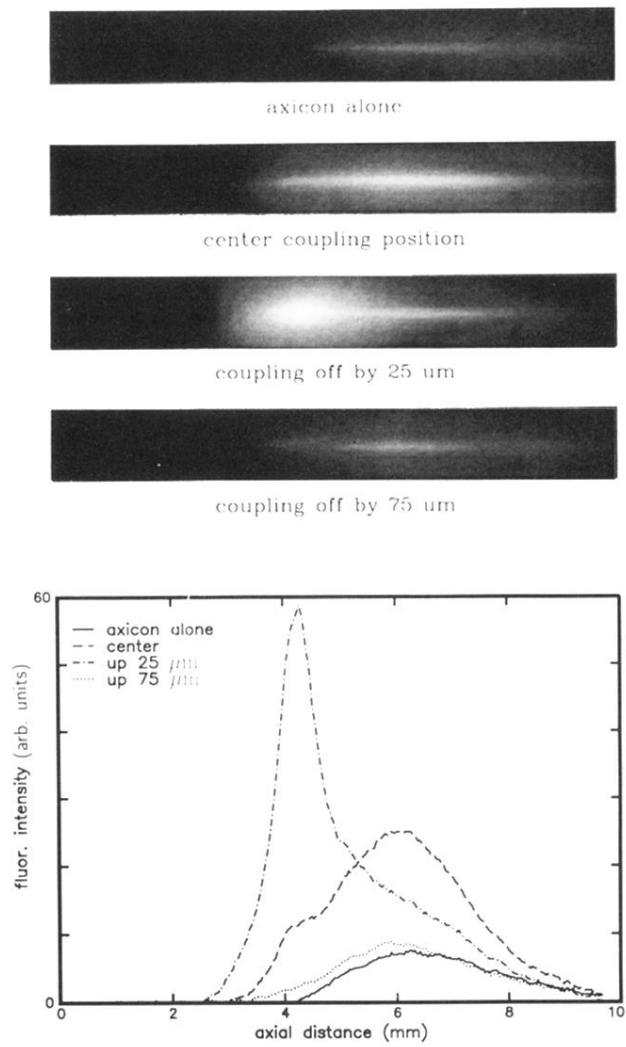 axicon alone
center coupling position
coupling off by 25 um
coupling off by 75 um
60
axicon alone
center
up 25 μm
up 75 μm
fluor. intensity (arb. units)
0
0 2 4 6 8 10
axial distance (mm)